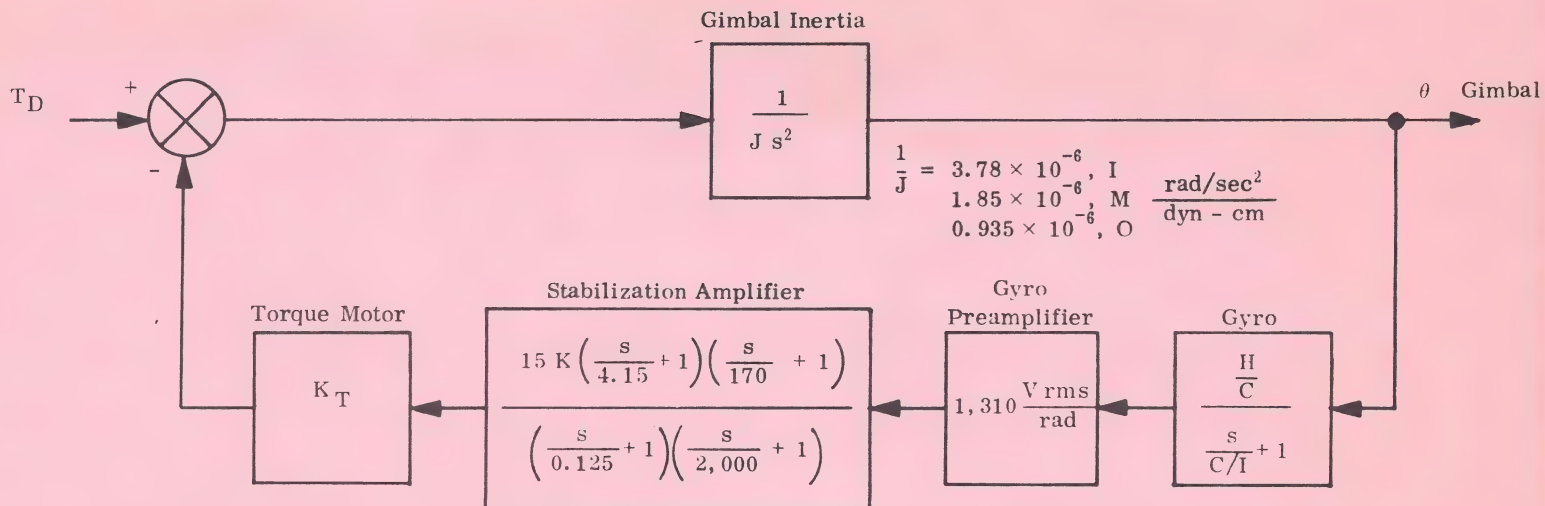 Gimbal Inertia
T_D
+
-
1
J s²
θ Gimbal
1/J = 3.78 × 10⁻⁶, I
1.85 × 10⁻⁶, M rad/sec²
0.935 × 10⁻⁶, O dyn - cm
Torque Motor
K_T
Stabilization Amplifier
15 K (s/4.15 + 1)(s/170 + 1)
(s/0.125 + 1)(s/2,000 + 1)
Gyro
Preamplifier
1,310 V rms/rad
Gyro
H/C
s/C/I + 1